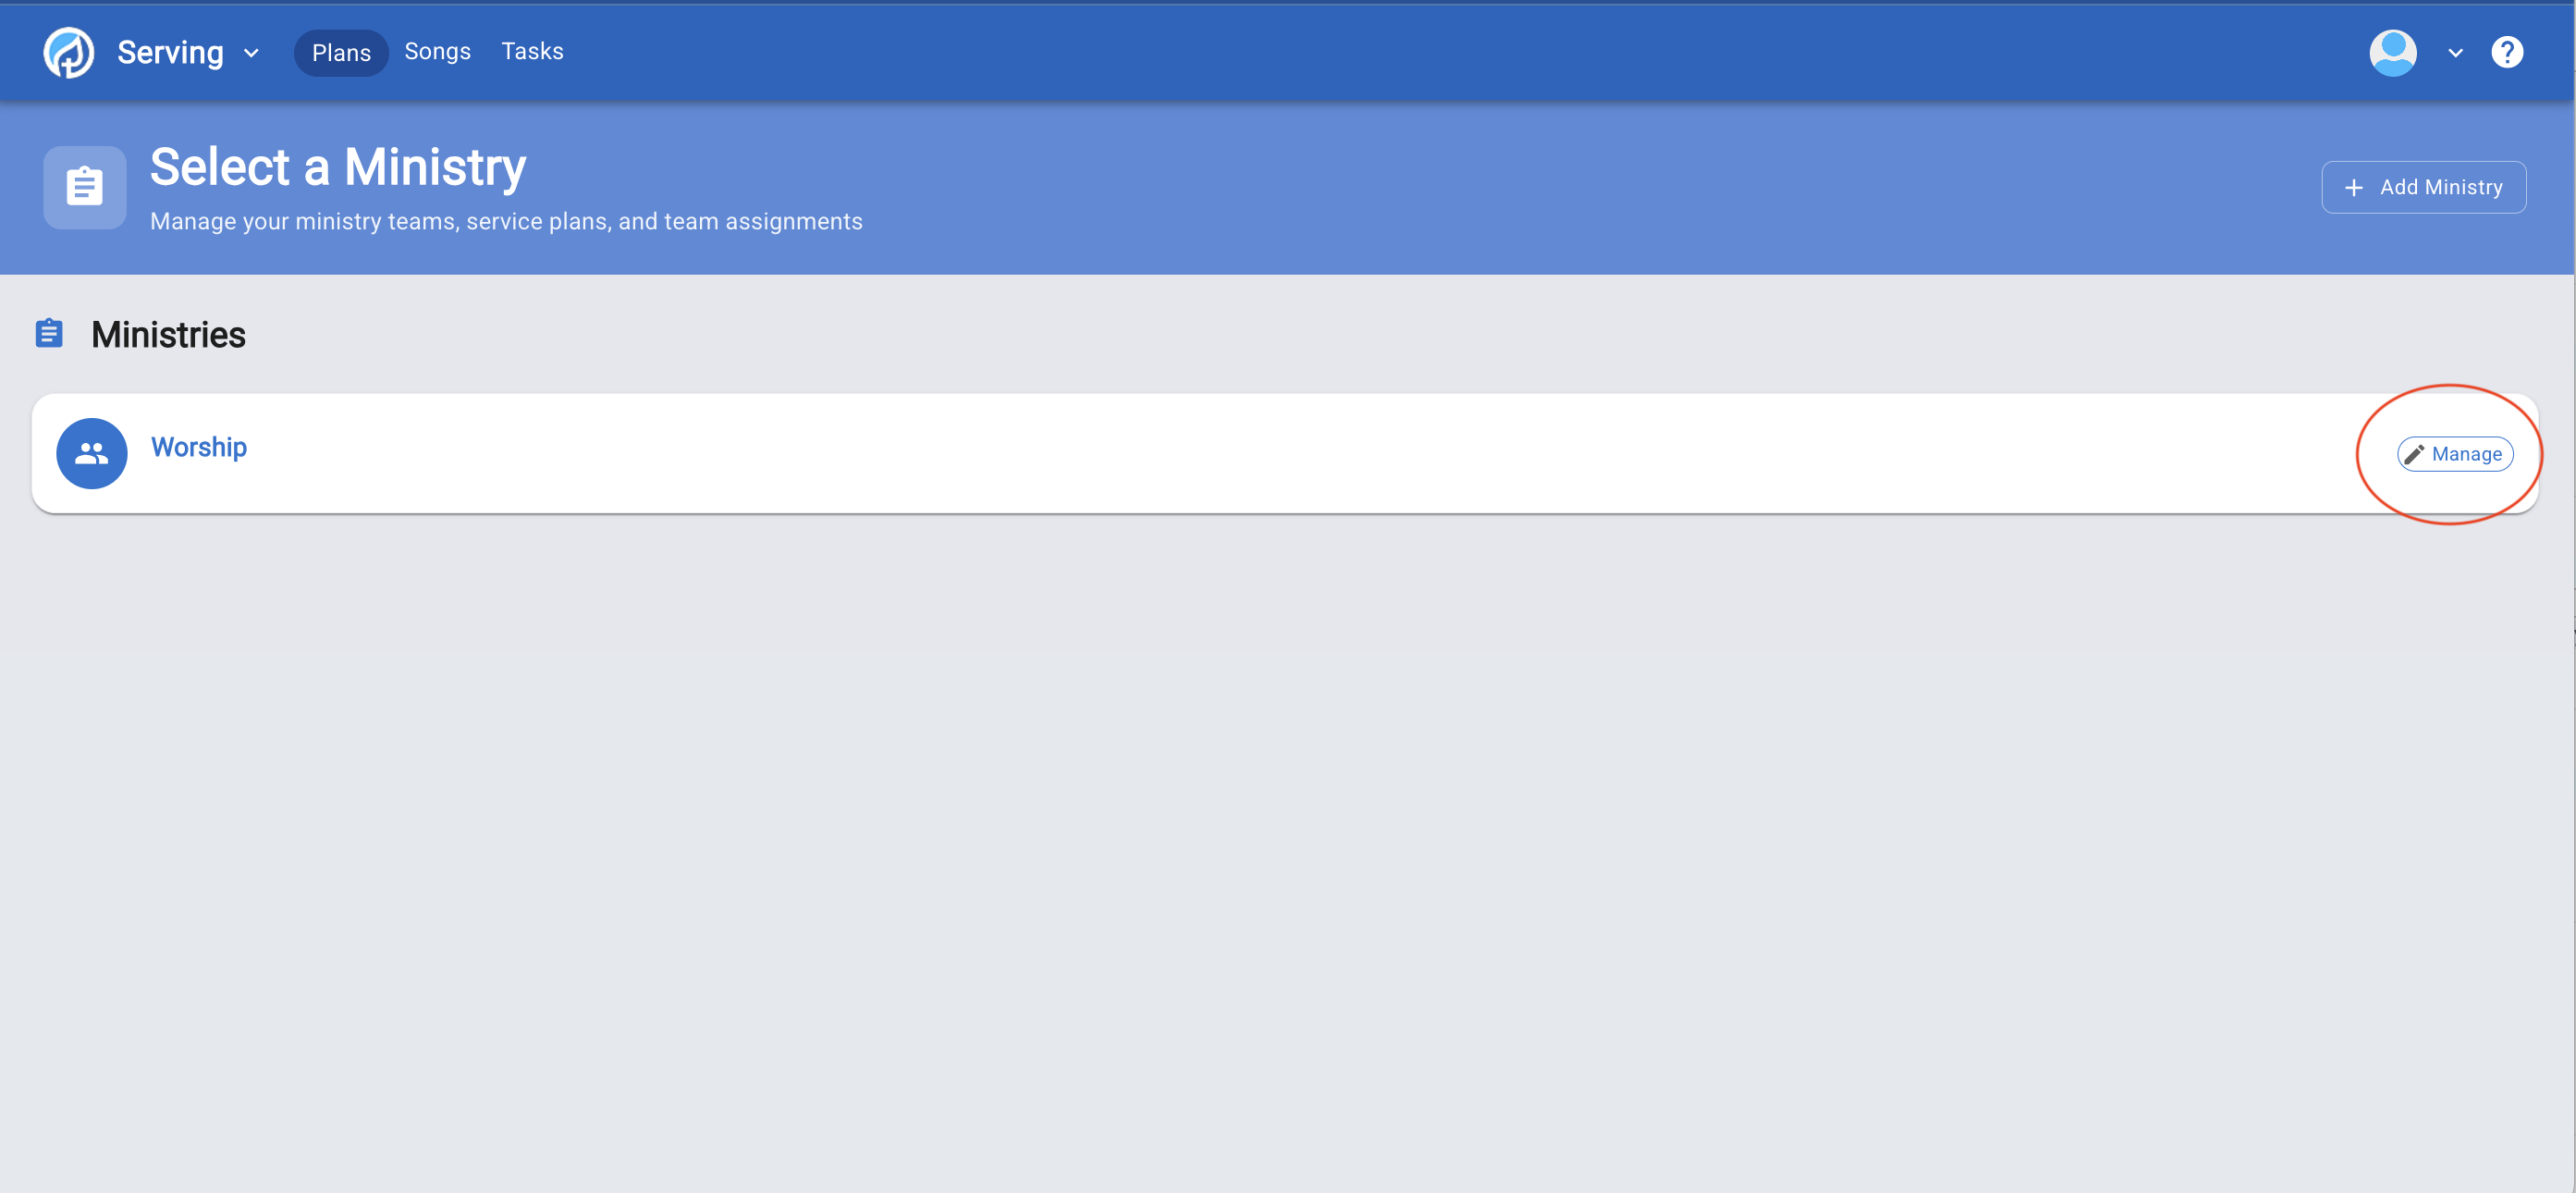 Serving Plans Songs Tasks
Select a Ministry
Manage your ministry teams, service plans, and team assignments
Add Ministry
Ministries
Worship
Manage